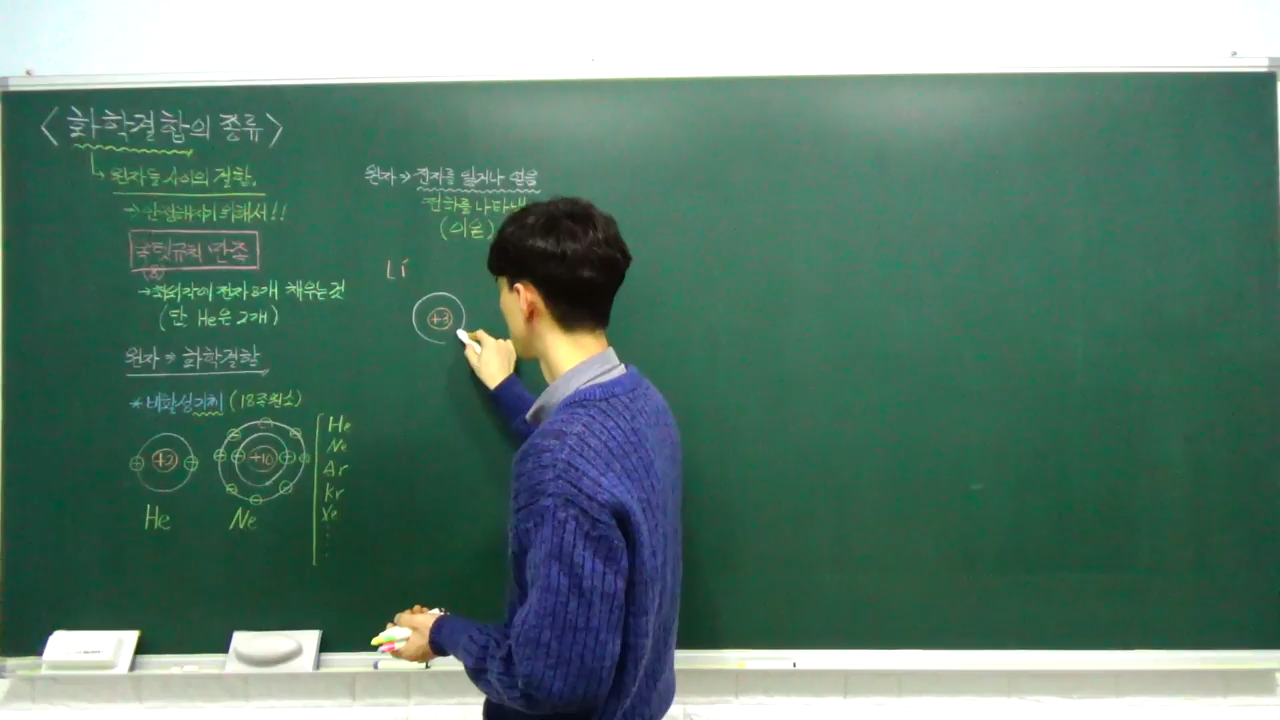 <화학결합의 종류>
→ 원자들 사이의 결합.
→ 안정해지기 위해서!!
옥텟규칙 만족
(8)
→ 최외각에 전자 8개 채우는 것
(단, He은 2개)
원자 → 화학결합
* 비활성기체 (18족원소)
+2
He
+10
Ne
He
Ne
Ar
Kr
Xe
원자 → 전자를 잃거나 얻음
전하를 나타냄
(이온)
Li
+3